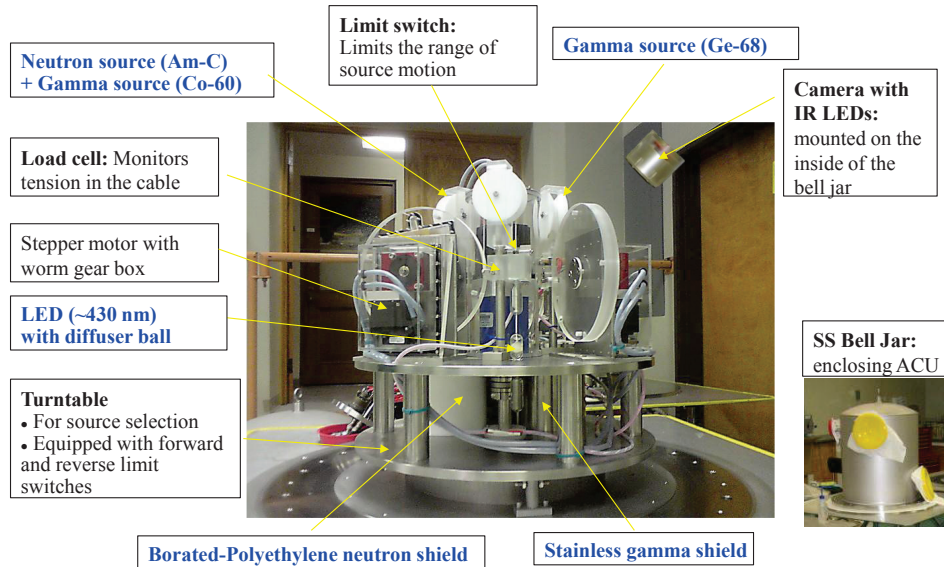 Limit switch:
Limits the range of
source motion
Neutron source (Am-C)
+ Gamma source (Co-60)
Gamma source (Ge-68)
Camera with
IR LEDs:
mounted on the
inside of the
bell jar
Load cell: Monitors
tension in the cable
Stepper motor with
worm gear box
LED (~430 nm)
with diffuser ball
SS Bell Jar:
enclosing ACU
Turntable
• For source selection
• Equipped with forward
and reverse limit
switches
Borated-Polyethylene neutron shield
Stainless gamma shield